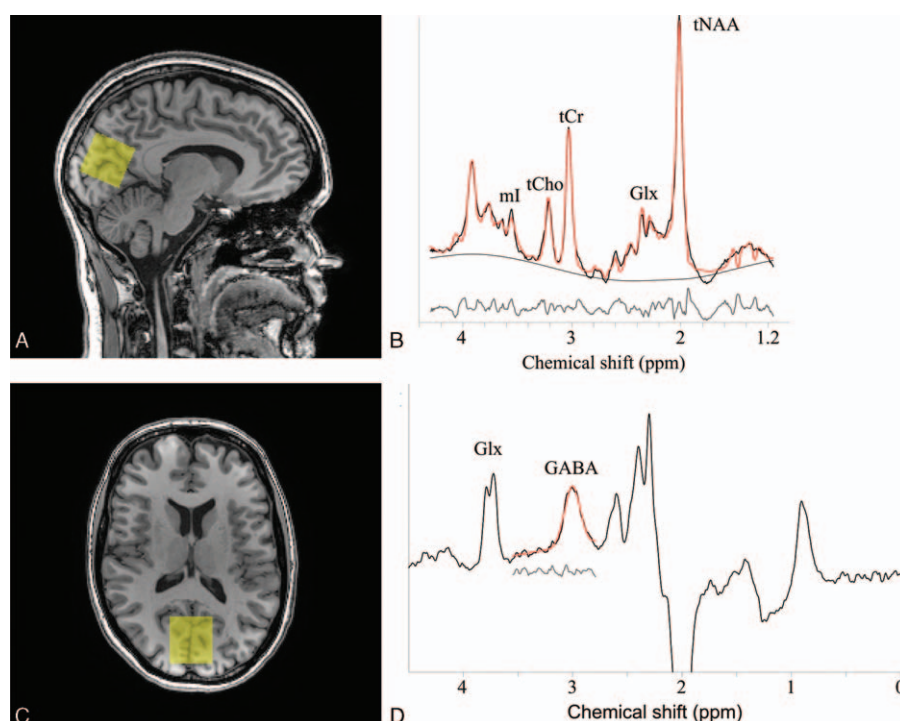 A
B
tNAA
tCr
tCho
mI
Glx
4 3 2 1.2
Chemical shift (ppm)
C
D
Glx
GABA
4 3 2 1 0
Chemical shift (ppm)